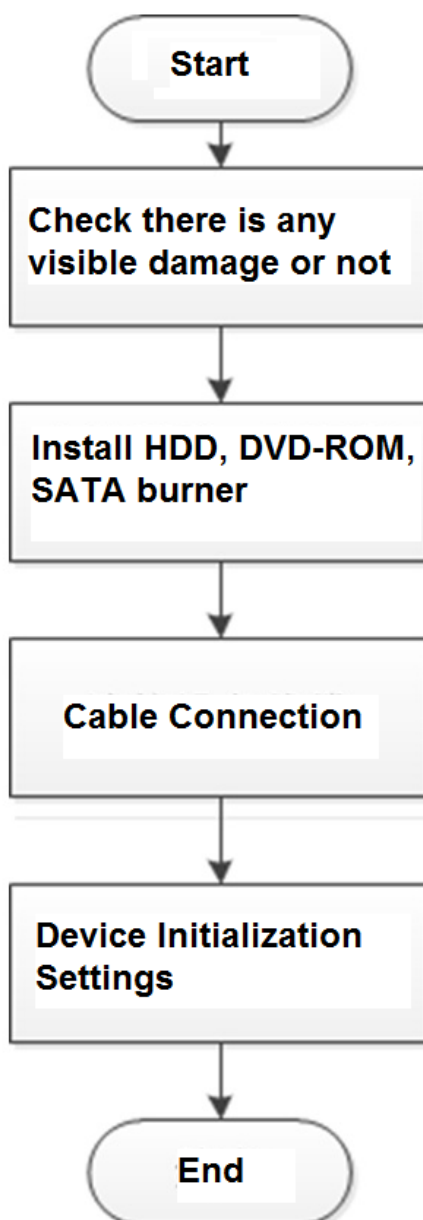 Start
Check there is any
visible damage or not
Install HDD, DVD-ROM,
SATA burner
Cable Connection
Device Initialization
Settings
End